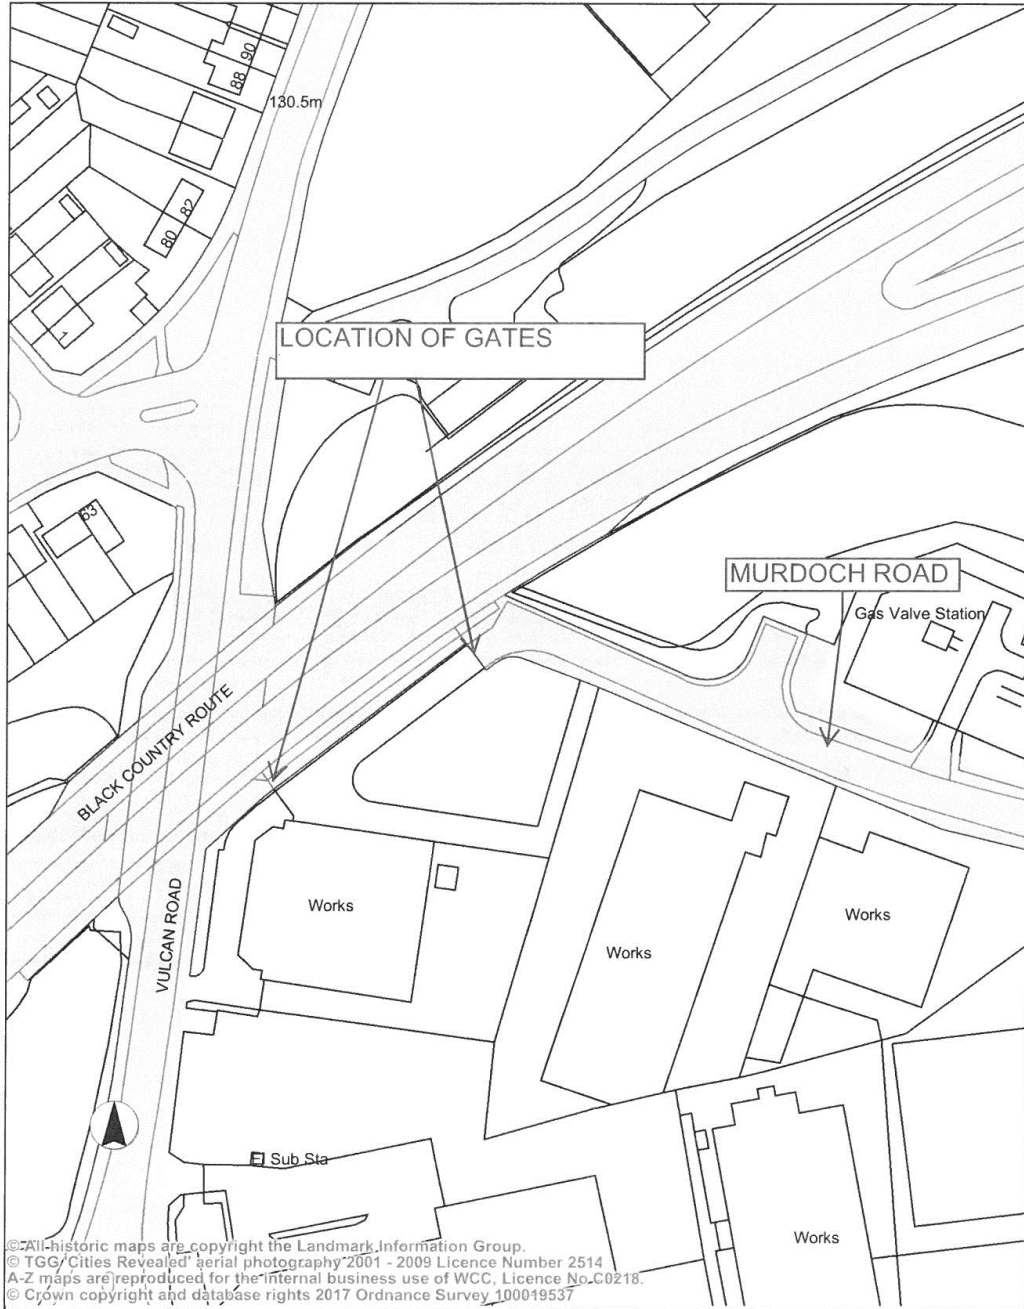 90
88
130.5m
82
80
1
LOCATION OF GATES
63
MURDOCH ROAD
Gas Valve Station
BLACK COUNTRY ROUTE
VULCAN ROAD
Works
Works
Works
El Sub Sta
Works
© All historic maps are copyright the Landmark Information Group.
© TGG 'Cities Revealed' aerial photography 2001 - 2009 Licence Number 2514
A-Z maps are reproduced for the internal business use of WCC, Licence No.C0218.
© Crown copyright and database rights 2017 Ordnance Survey 100019537